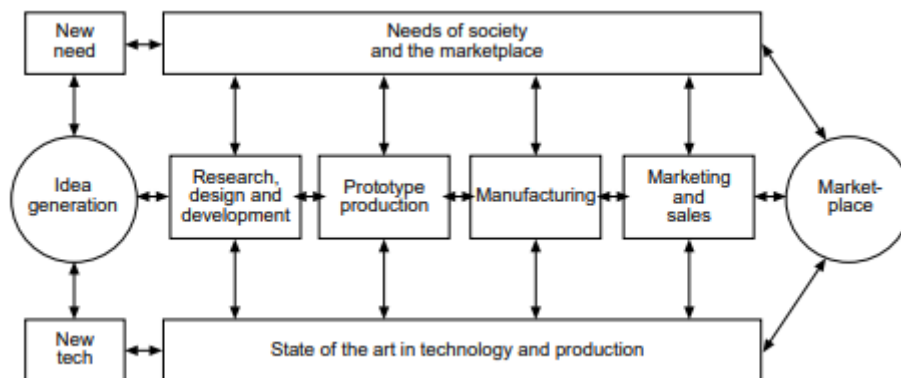 New
need
Needs of society
and the marketplace
Idea
generation
Research,
design and
development
Prototype
production
Manufacturing
Marketing
and
sales
Market-
place
New
tech
State of the art in technology and production